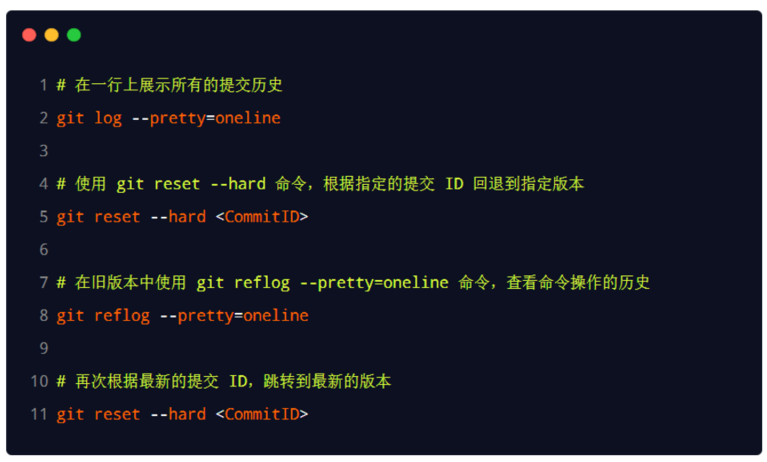 1 # 在一行上展示所有的提交历史
2 git log --pretty=oneline
3
4 # 使用 git reset --hard 命令，根据指定的提交 ID 回退到指定版本
5 git reset --hard <CommitID>
6
7 # 在旧版本中使用 git reflog --pretty=oneline 命令，查看命令操作的历史
8 git reflog --pretty=oneline
9
10 # 再次根据最新的提交 ID，跳转到最新的版本
11 git reset --hard <CommitID>